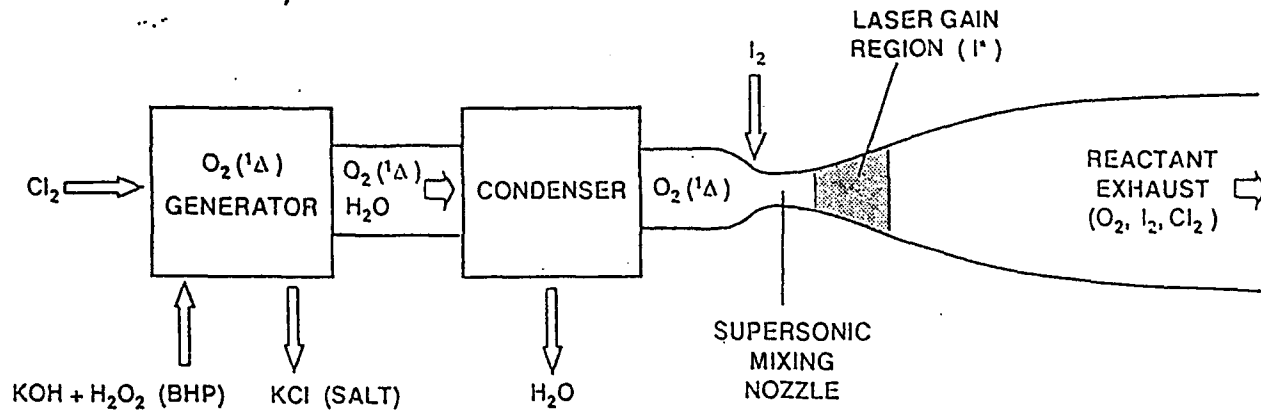 LASER GAIN
REGION (I*)
I₂
Cl₂
O₂(¹Δ)
GENERATOR
O₂(¹Δ)
H₂O
CONDENSER
O₂(¹Δ)
REACTANT
EXHAUST
(O₂, I₂, Cl₂)
SUPERSONIC
MIXING
NOZZLE
KOH + H₂O₂ (BHP)
KCl (SALT)
H₂O